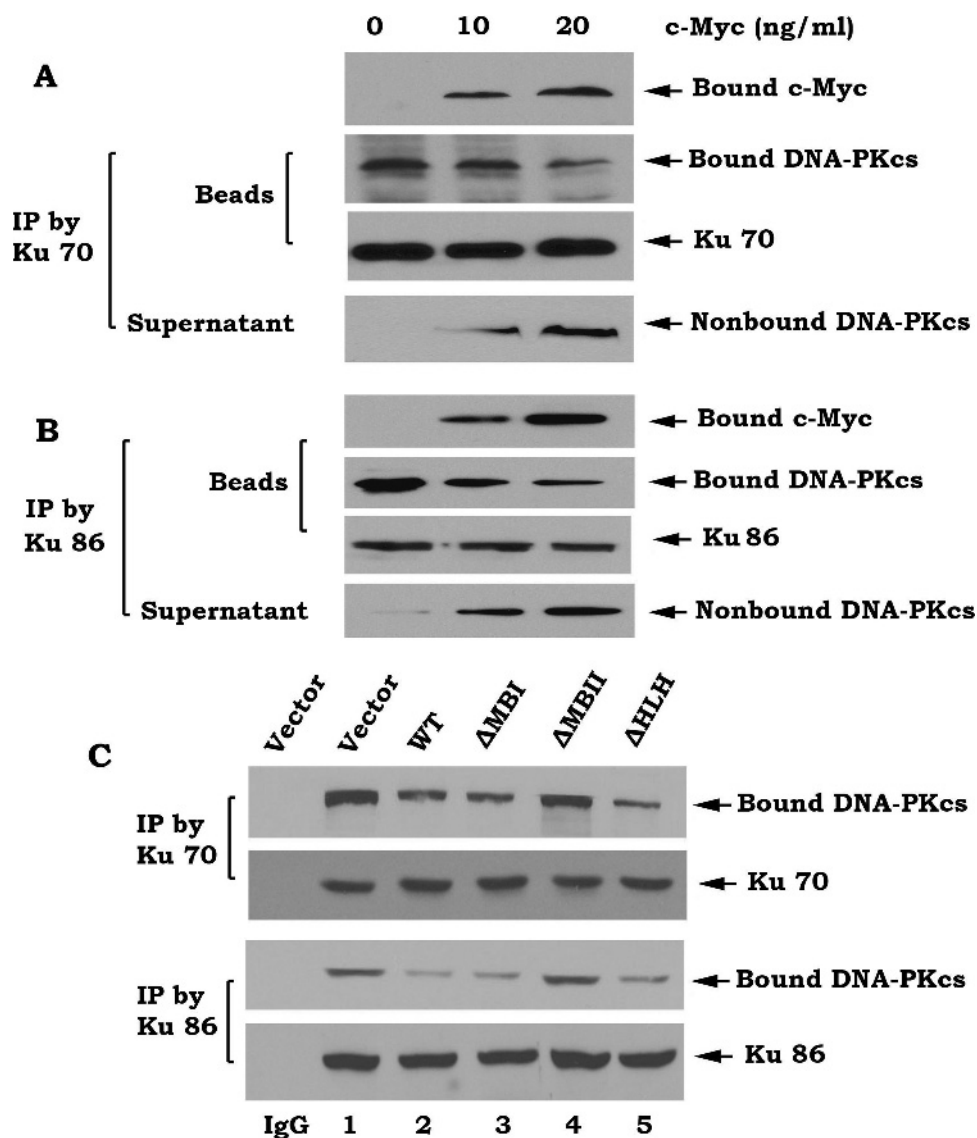 0 10 20 c-Myc (ng/ml)
A
Bound c-Myc
Bound DNA-PKcs
Beads
IP by
Ku 70
Ku 70
Supernatant
Nonbound DNA-PKcs
B
Bound c-Myc
Beads
Bound DNA-PKcs
IP by
Ku 86
Ku 86
Supernatant
Nonbound DNA-PKcs
C
Vector Vector WT ΔMBI ΔMBII ΔHLH
Bound DNA-PKcs
IP by
Ku 70
Ku 70
Bound DNA-PKcs
IP by
Ku 86
Ku 86
IgG 1 2 3 4 5